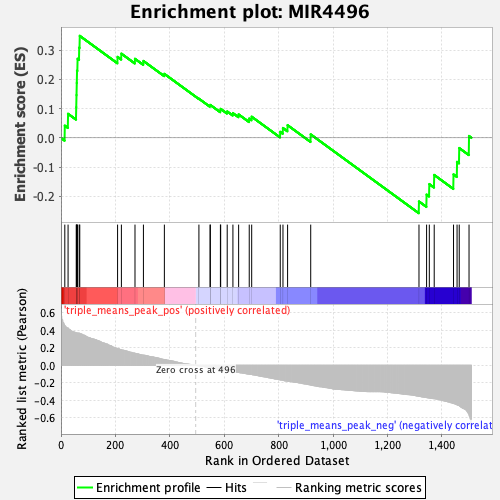 Enrichment plot: MIR4496
Enrichment score (ES)
0.3
0.2
0.1
0.0
-0.1
-0.2
'triple_means_peak_pos' (positively correlated)
Ranked list metric (Pearson)
0.6
0.4
0.2
0.0
-0.2
-0.4
-0.6
Zero cross at 496
'triple_means_peak_neg' (negatively correlat
0 200 400 600 800 1,000 1,200 1,400
Rank in Ordered Dataset
Enrichment profile Hits Ranking metric scores